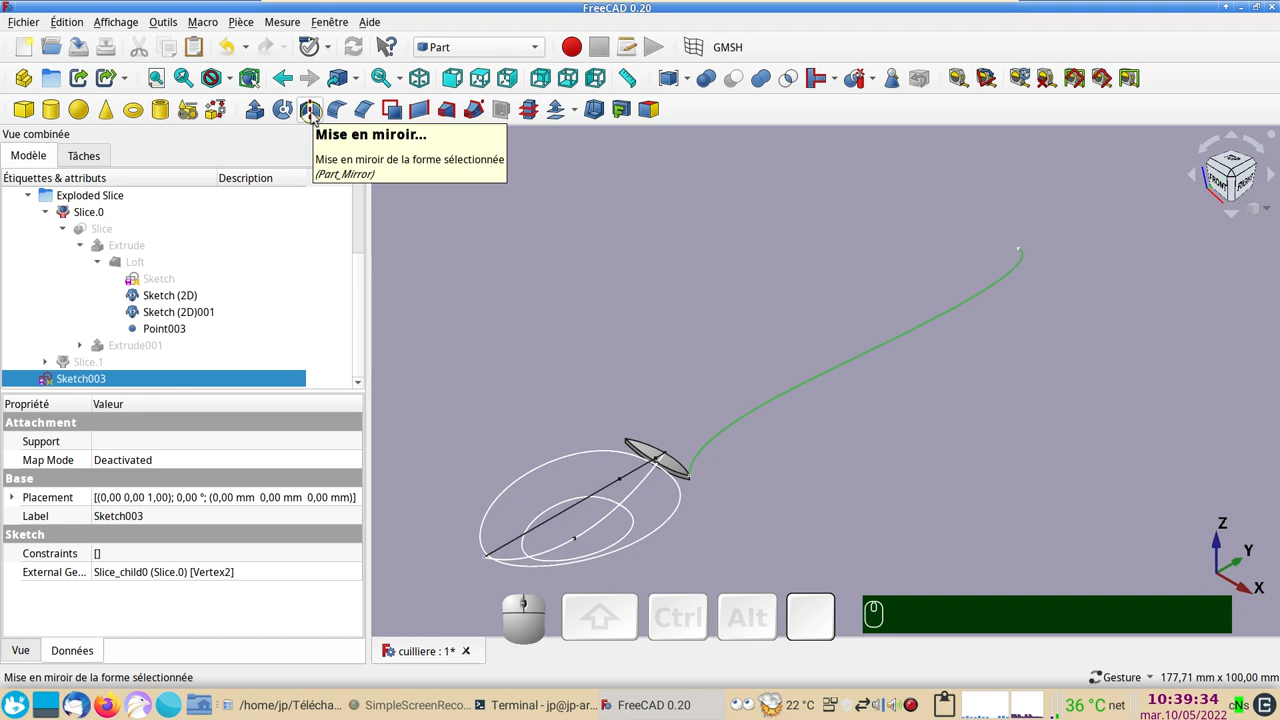 FreeCAD 0.20
Fichier Édition Affichage Outils Macro Pièce Mesure Fenêtre Aide
Part
GMSH
Mise en miroir...
Mise en miroir de la forme sélectionnée
(Part_Mirror)
Vue combinée
Modèle Tâches
Étiquettes & attributs Description
Exploded Slice
Slice.0
Slice
Extrude
Loft
Sketch
Sketch (2D)
Sketch (2D)001
Point003
Extrude001
Slice.1
Sketch003
Propriété Valeur
Attachment
Support
Map Mode Deactivated
Base
Placement [(0,00 0,00 1,00); 0,00 °; (0,00 mm 0,00 mm 0,00 mm)]
Label Sketch003
Sketch
Constraints []
External Ge... Slice_child0 (Slice.0) [Vertex2]
FRONT
Z
Y
X
Ctrl Alt
Vue Données
cuilliere : 1*
Mise en miroir de la forme sélectionnée
Gesture 177,71 mm x 100,00 mm
/home/jp/Télécha... SimpleScreenReco... Terminal - jp@jp-ar... FreeCAD 0.20
22 °C
36 °C net
10:39:34
mar.10/05/2022